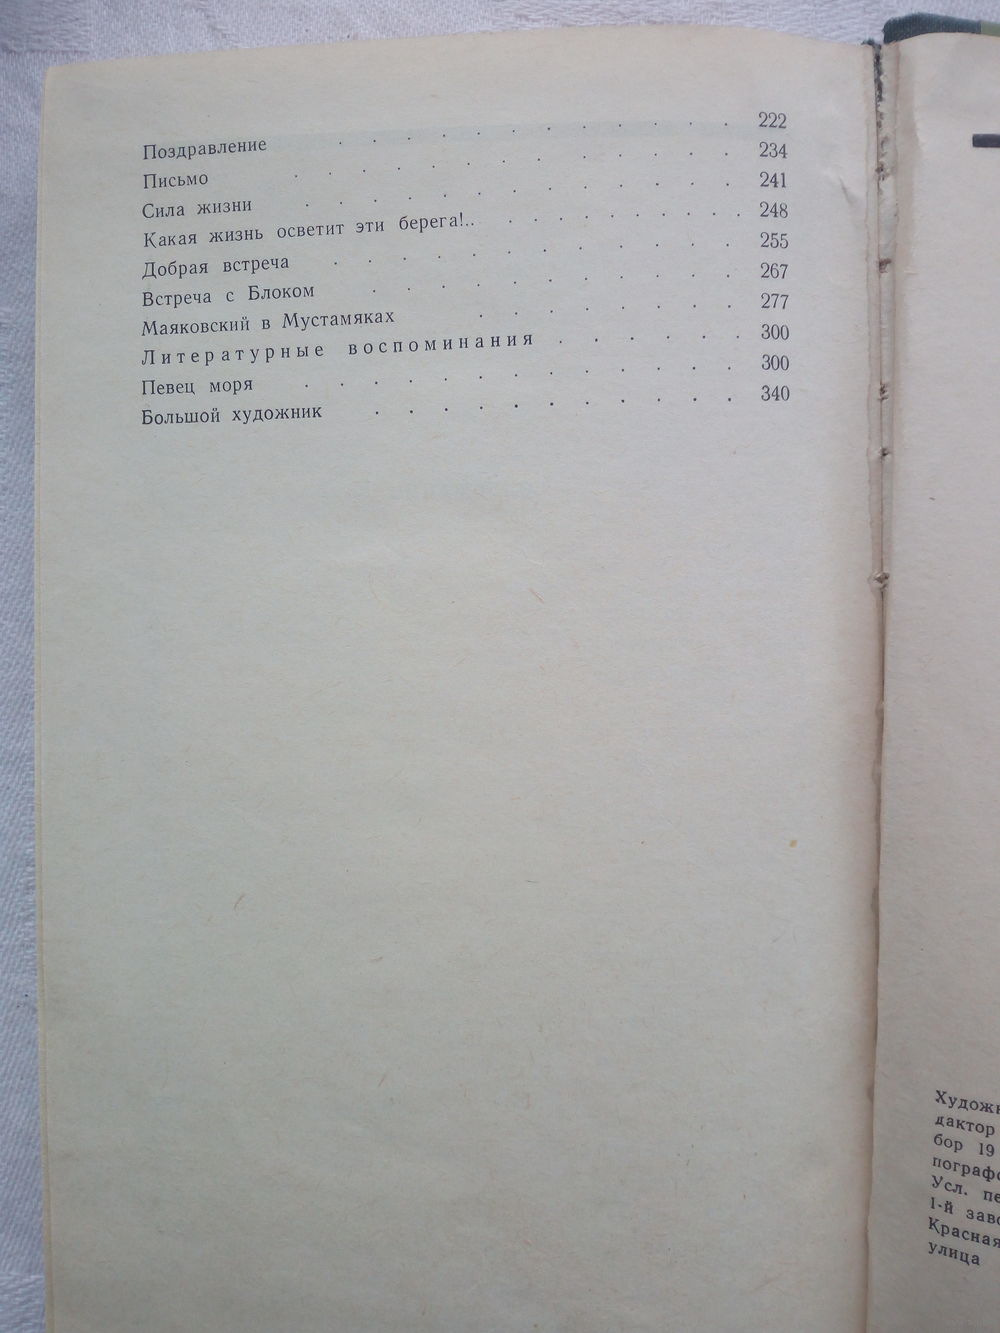 Поздравление . . . . . . . . . . . 222
Письмо . . . . . . . . . . . . . 234
Сила жизни . . . . . . . . . . . . 241
Какая жизнь осветит эти берега!.. . . . . . . . . . . 248
Добрая встреча . . . . . . . . . . . . 255
Встреча с Блоком . . . . . . . . . . . 267
Маяковский в Мустамяках . . . . . . . . 277
Литературные воспоминания . . . . . . 300
Певец моря . . . . . . . . . . . . . 300
Большой художник . . . . . . . . . . . 340
дактор
бор 19
Усл.
1-й
Красная
улица